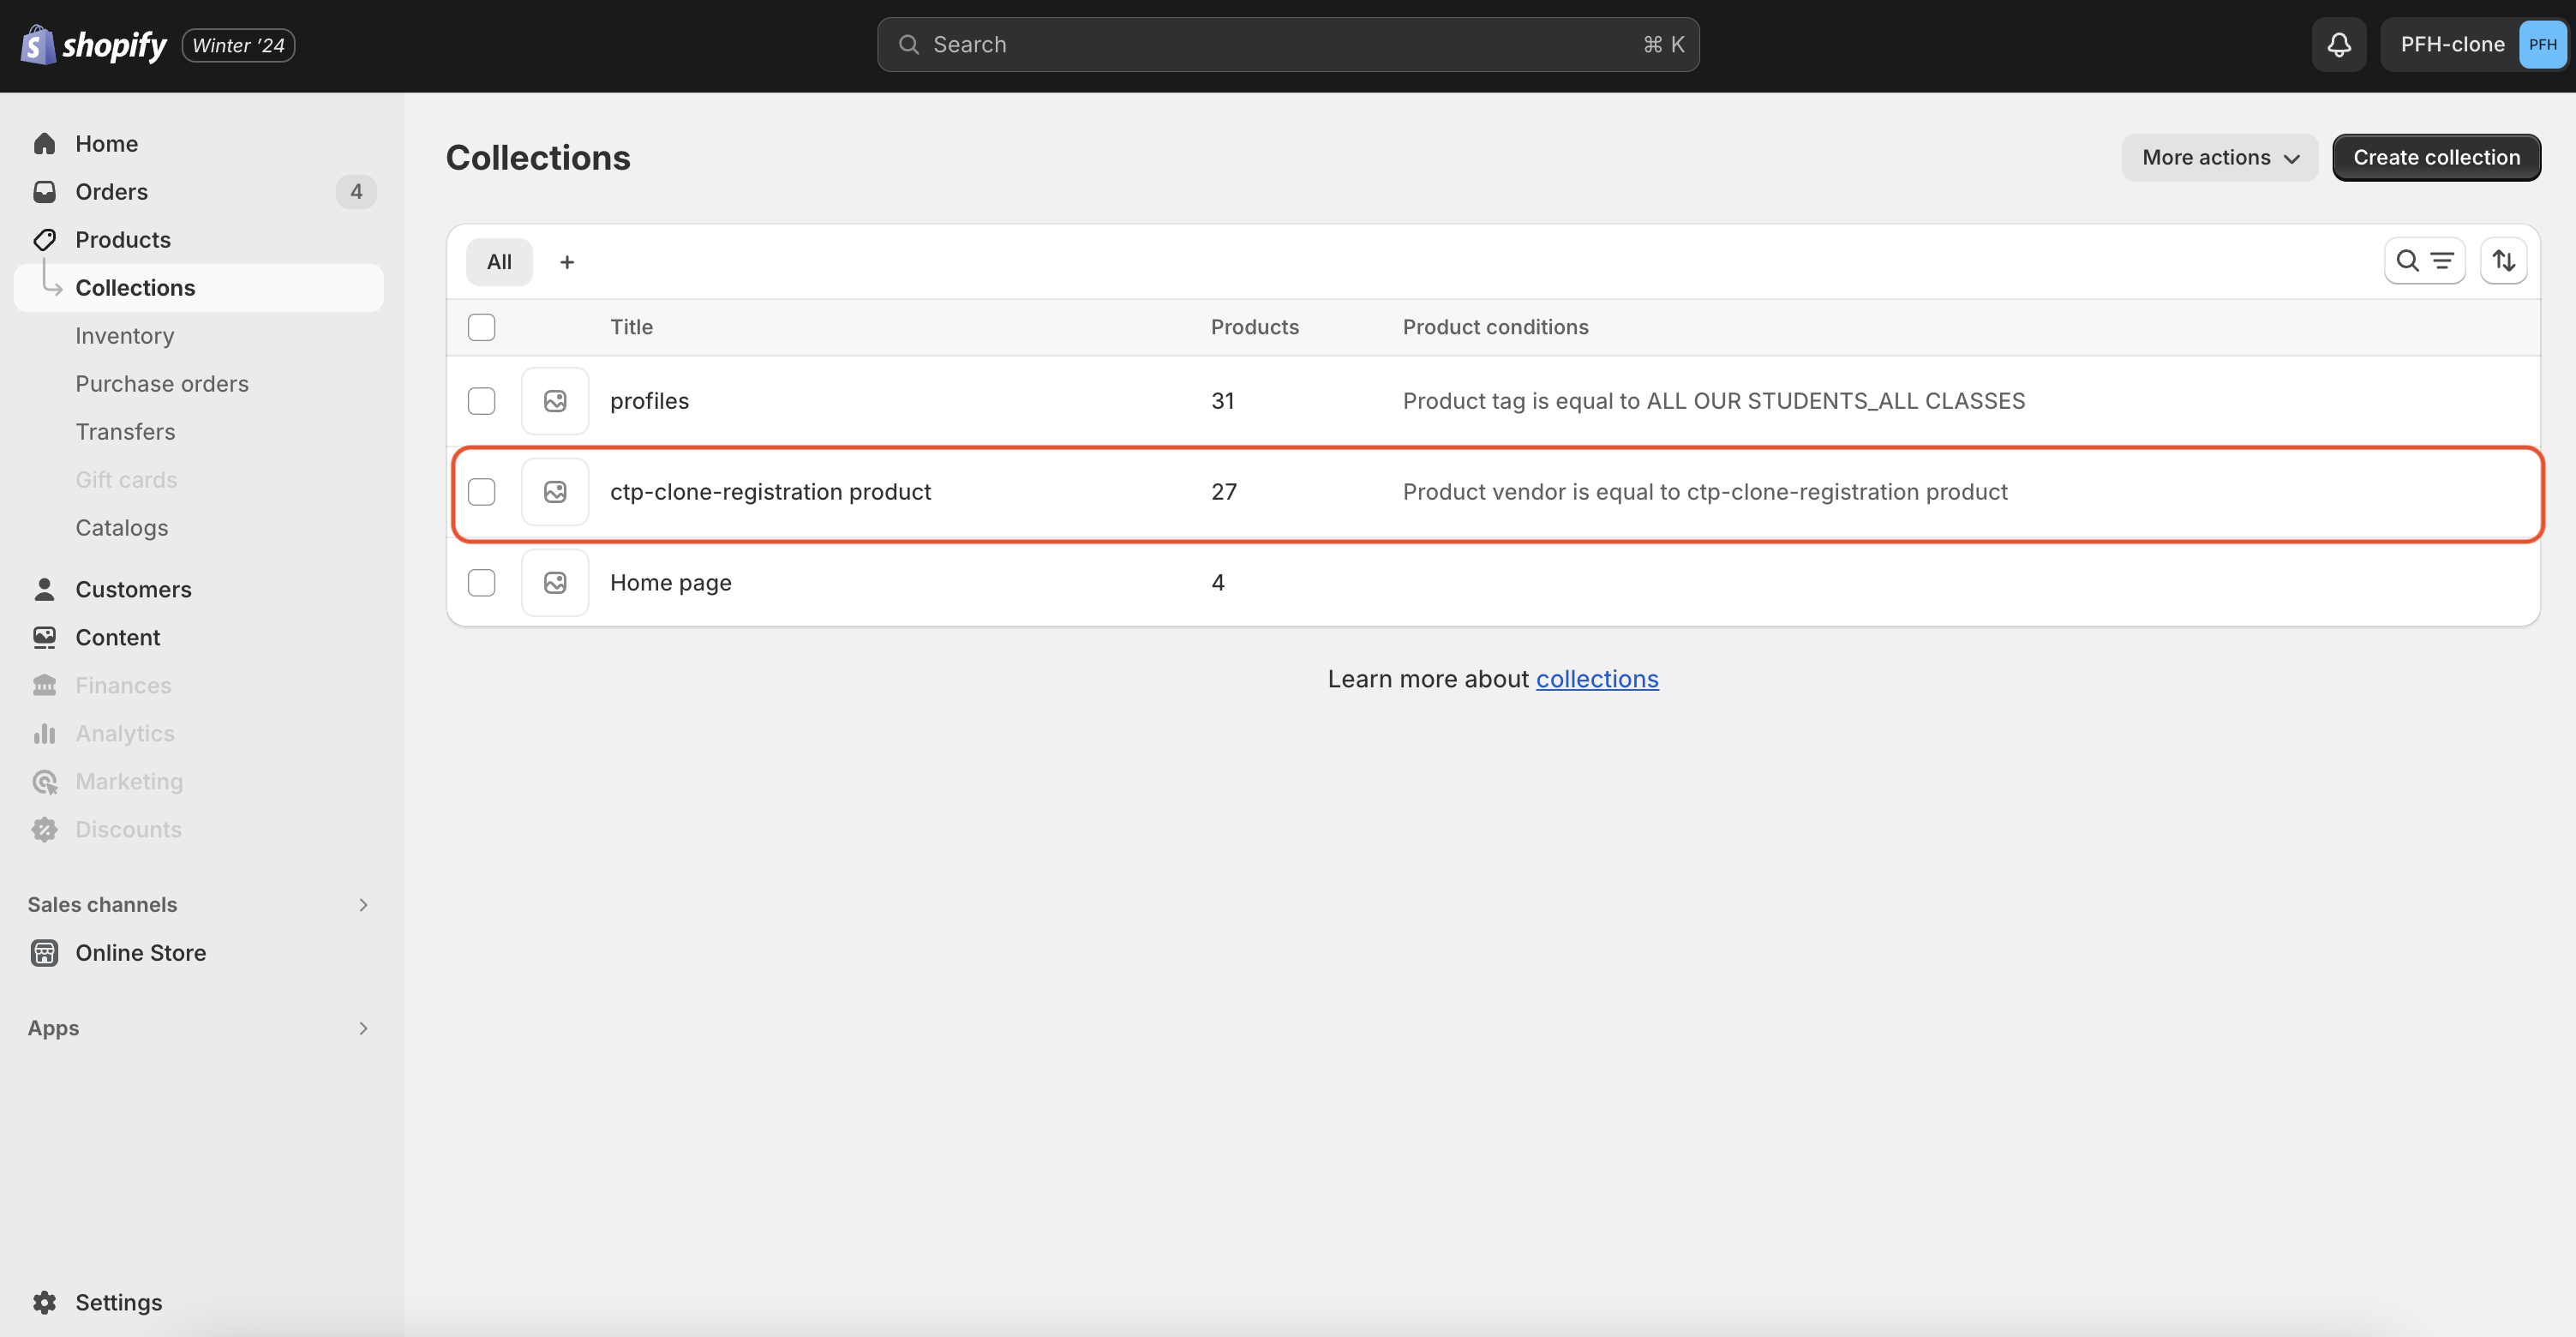 shopify Winter ’24
Search ⌘ K
PFH-clone PFH
Home
Orders 4
Products
Collections
Inventory
Purchase orders
Transfers
Gift cards
Catalogs
Customers
Content
Finances
Analytics
Marketing
Discounts
Sales channels
Online Store
Apps
Settings
Collections
More actions
Create collection
All +
Title Products Product conditions
profiles 31 Product tag is equal to ALL OUR STUDENTS_ALL CLASSES
ctp-clone-registration product 27 Product vendor is equal to ctp-clone-registration product
Home page 4
Learn more about collections